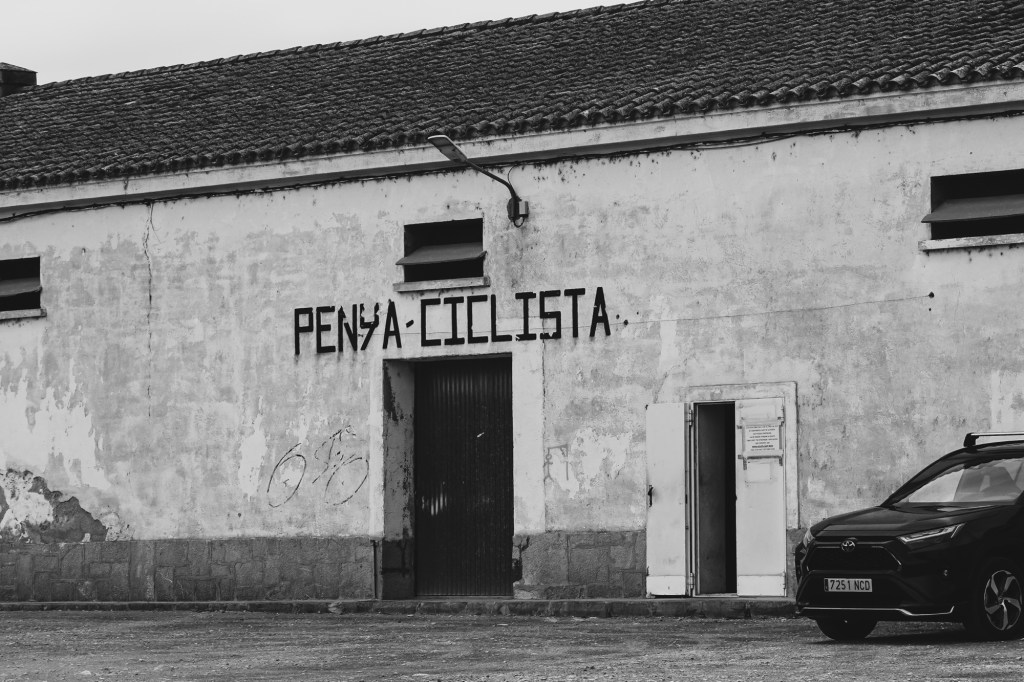 PENYA-CICLISTA.
7251 NCD